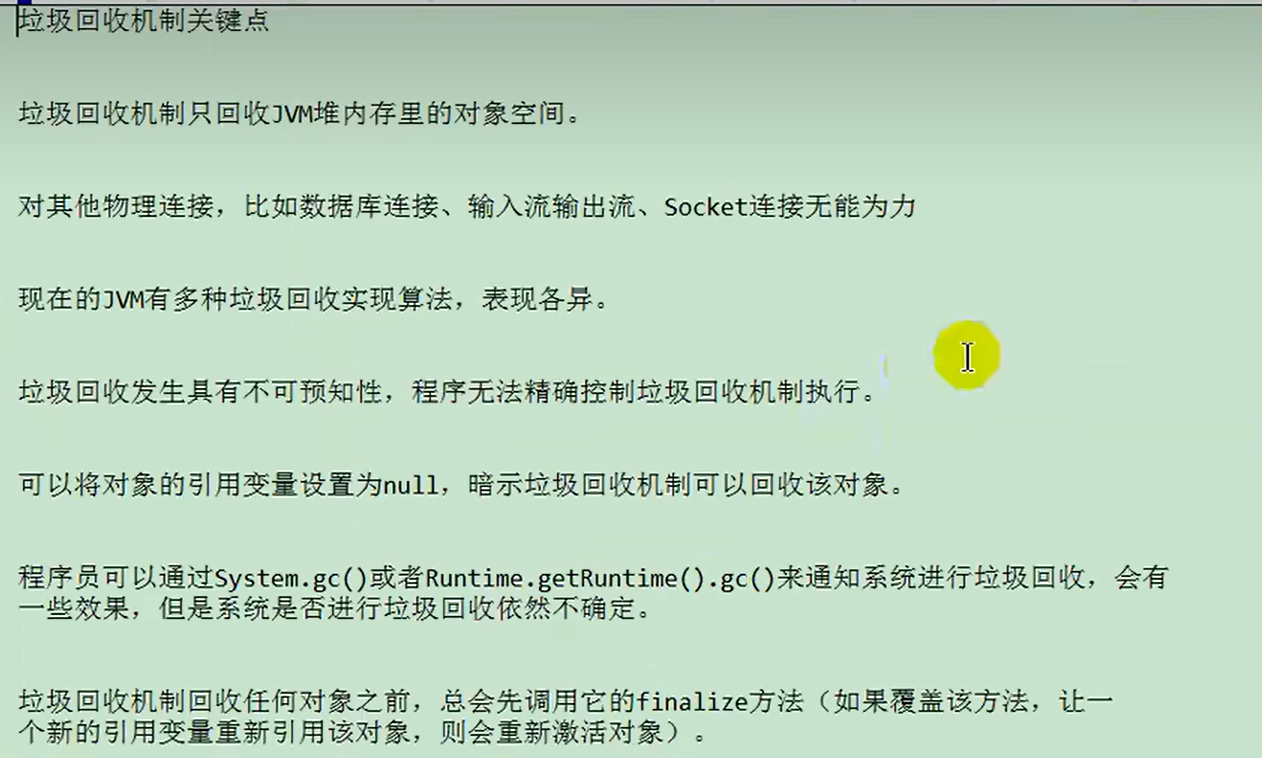 垃圾回收机制关键点
垃圾回收机制只回收JVM堆内存里的对象空间。
对其他物理连接，比如数据库连接、输入流输出流、Socket连接无能为力
现在的JVM有多种垃圾回收实现算法，表现各异。
垃圾回收发生具有不可预知性，程序无法精确控制垃圾回收机制执行。
可以将对象的引用变量设置为null，暗示垃圾回收机制可以回收该对象。
程序员可以通过System.gc()或者Runtime.getRuntime().gc()来通知系统进行垃圾回收，会有
一些效果，但是系统是否进行垃圾回收依然不确定。
垃圾回收机制回收任何对象之前，总会先调用它的finalize方法（如果覆盖该方法，让一
个新的引用变量重新引用该对象，则会重新激活对象）。